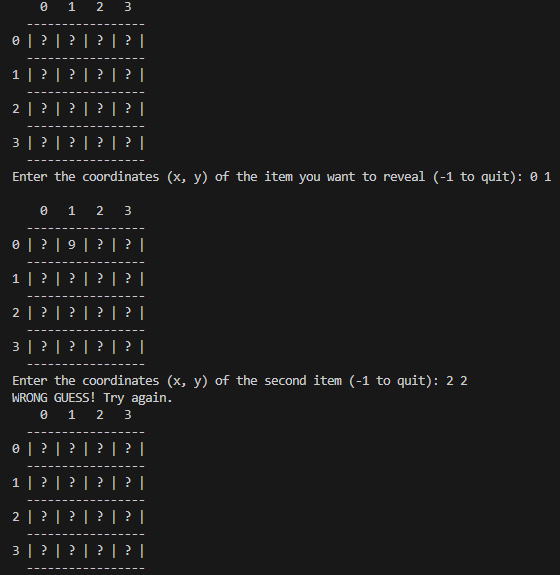 0   1   2   3
  -----------------
0 | ? | ? | ? | ? |
  -----------------
1 | ? | ? | ? | ? |
  -----------------
2 | ? | ? | ? | ? |
  -----------------
3 | ? | ? | ? | ? |
  -----------------
Enter the coordinates (x, y) of the item you want to reveal (-1 to quit): 0 1

    0   1   2   3
  -----------------
0 | ? | 9 | ? | ? |
  -----------------
1 | ? | ? | ? | ? |
  -----------------
2 | ? | ? | ? | ? |
  -----------------
3 | ? | ? | ? | ? |
  -----------------
Enter the coordinates (x, y) of the second item (-1 to quit): 2 2
WRONG GUESS! Try again.
    0   1   2   3
  -----------------
0 | ? | ? | ? | ? |
  -----------------
1 | ? | ? | ? | ? |
  -----------------
2 | ? | ? | ? | ? |
  -----------------
3 | ? | ? | ? | ? |
  -----------------